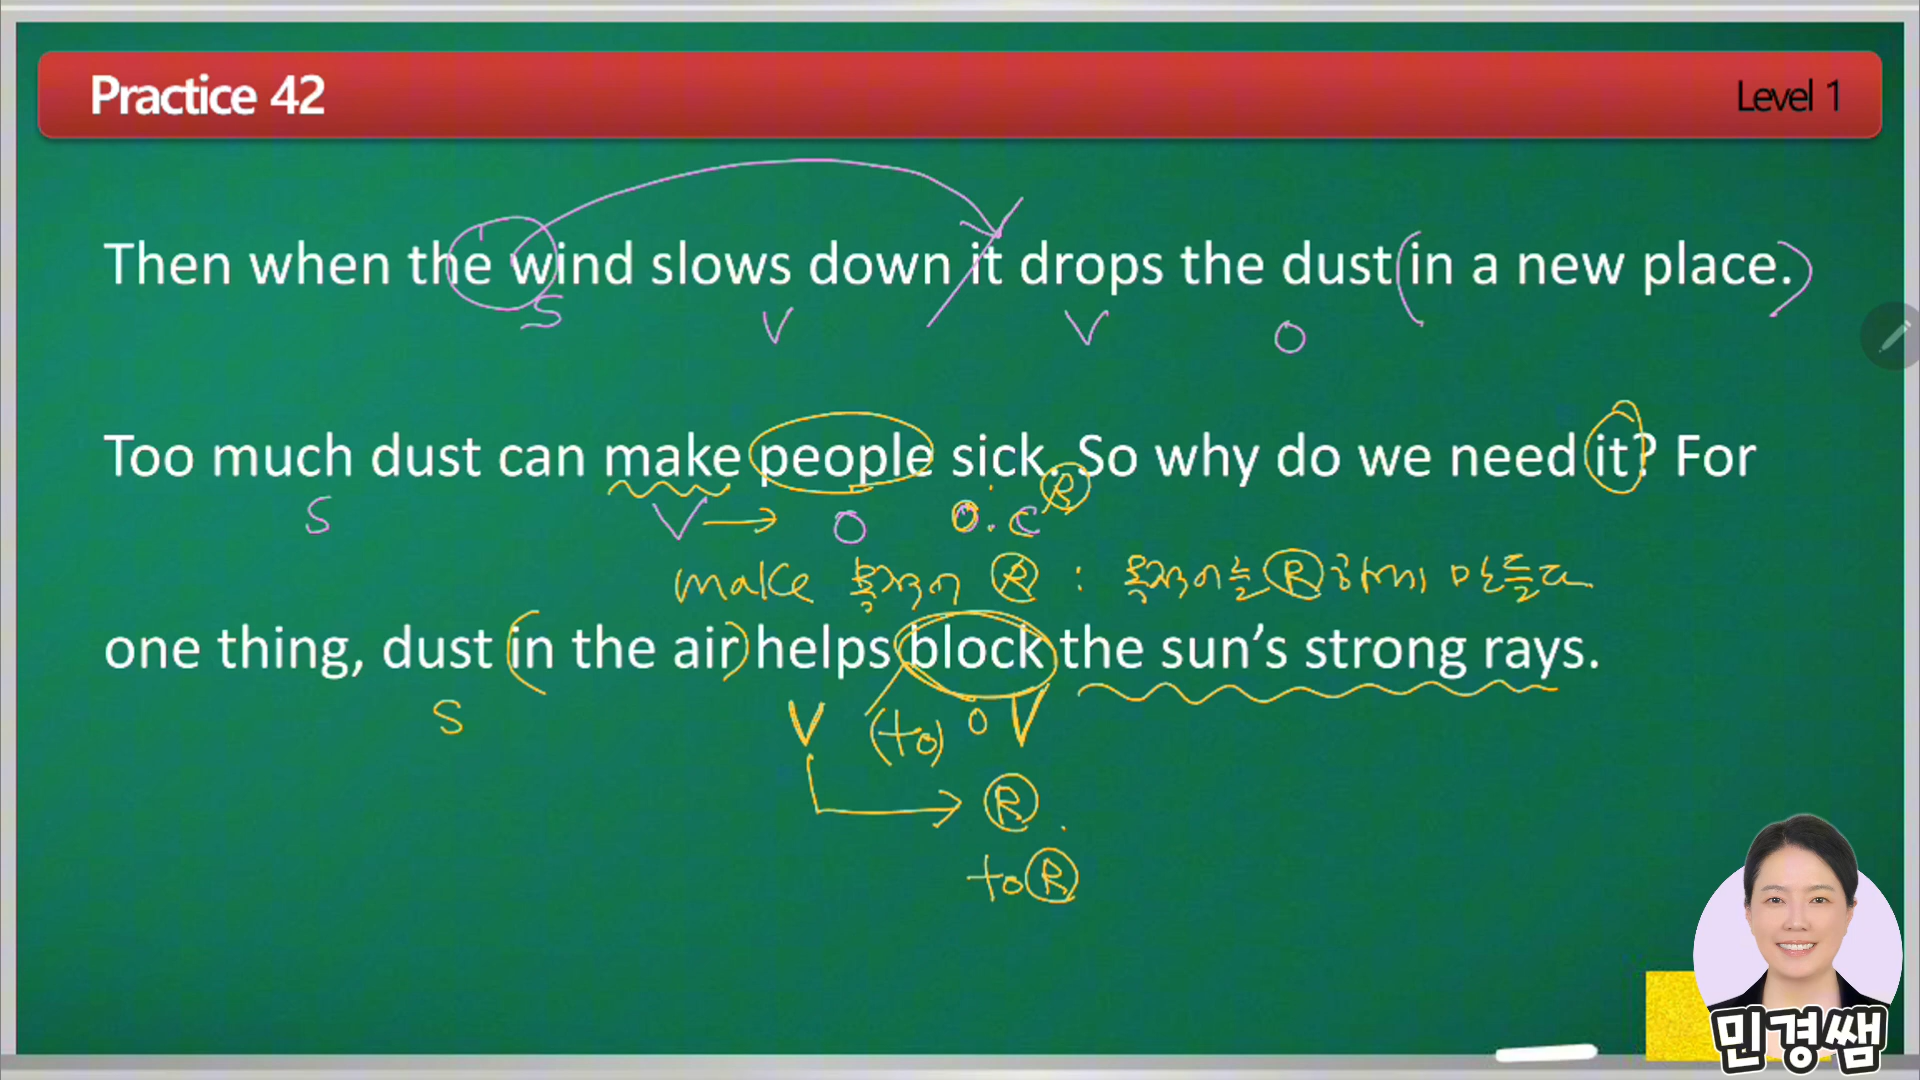 Practice 42
Level 1
Then when the wind slows down it drops the dust (in a new place.)
S V V O
Too much dust can make people sick. So why do we need it? For
S V → O O.C Ⓡ
make 목적어 Ⓡ : 목적어를 Ⓡ하게 만들다
one thing, dust (in the air) helps block the sun's strong rays.
S V (to) O V
Ⓡ
to Ⓡ
민경쌤